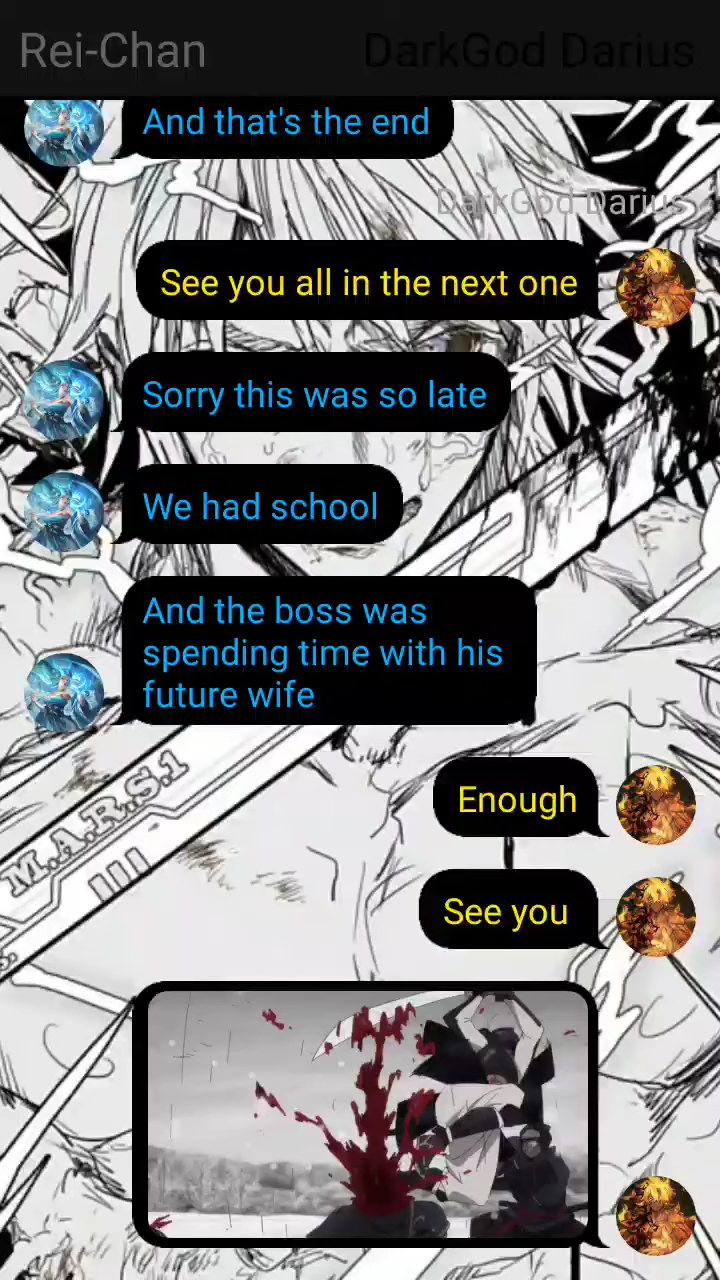 Rei-Chan
DarkGod Darius
And that's the end
DarkGod Darius
See you all in the next one
Sorry this was so late
We had school
And the boss was
spending time with his
future wife
M.A.R.S.1
Enough
See you